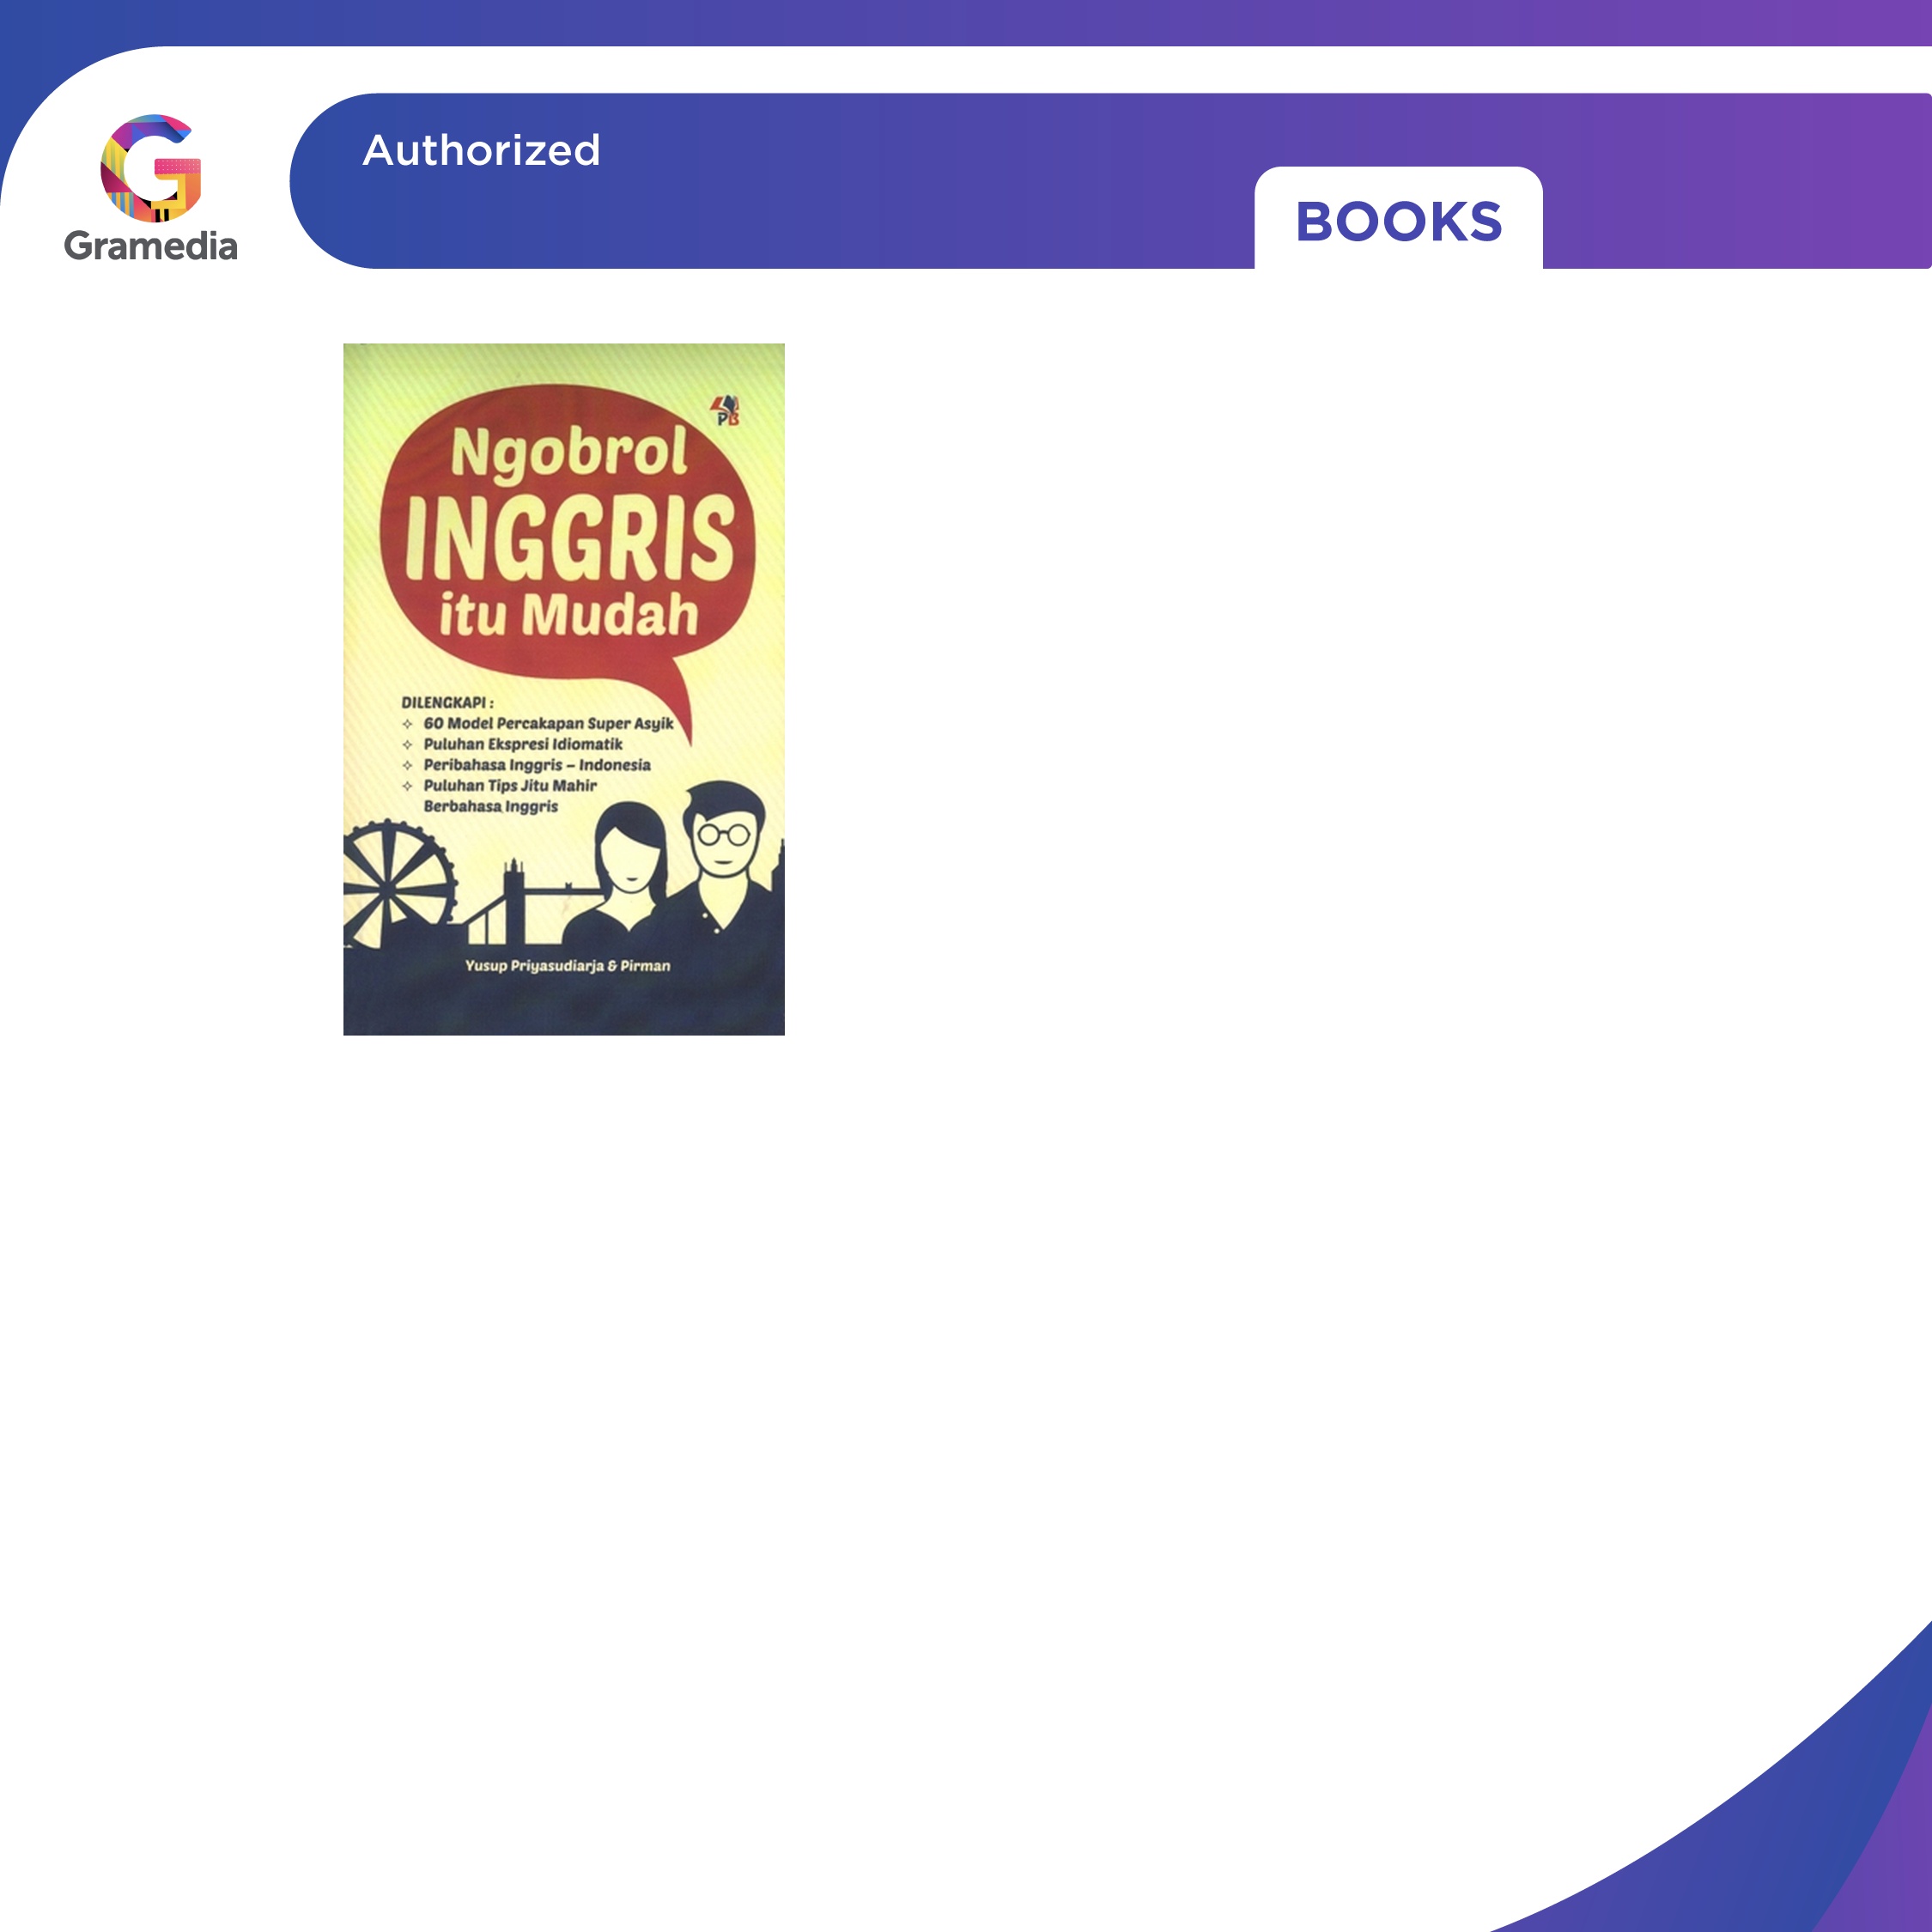 Gramedia
Authorized
BOOKS
PB
Ngobrol
INGGRIS
itu Mudah
DILENGKAPI :
60 Model Percakapan Super Asyik
Puluhan Ekspresi Idiomatik
Peribahasa Inggris – Indonesia
Puluhan Tips Jitu Mahir
Berbahasa Inggris
Yusup Priyasudiarja & Pirman